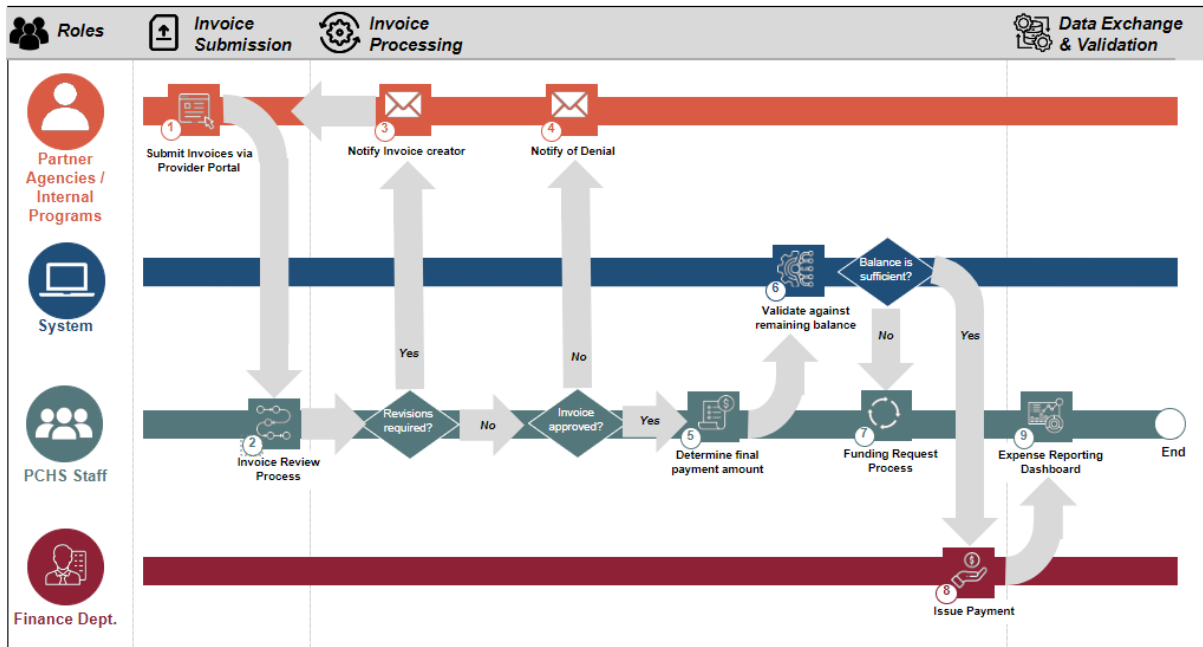 Roles
Invoice
Submission
Invoice
Processing
Data Exchange
& Validation
Partner
Agencies /
Internal
Programs
1
Submit Invoices via
Provider Portal
3
Notify Invoice creator
4
Notify of Denial
System
6
Validate against
remaining balance
Balance is
sufficient?
Yes
No
No
Yes
PCHS Staff
2
Invoice Review
Process
Revisions
required?
No
Invoice
approved?
Yes
5
Determine final
payment amount
7
Funding Request
Process
9
Expense Reporting
Dashboard
End
Finance Dept.
8
Issue Payment